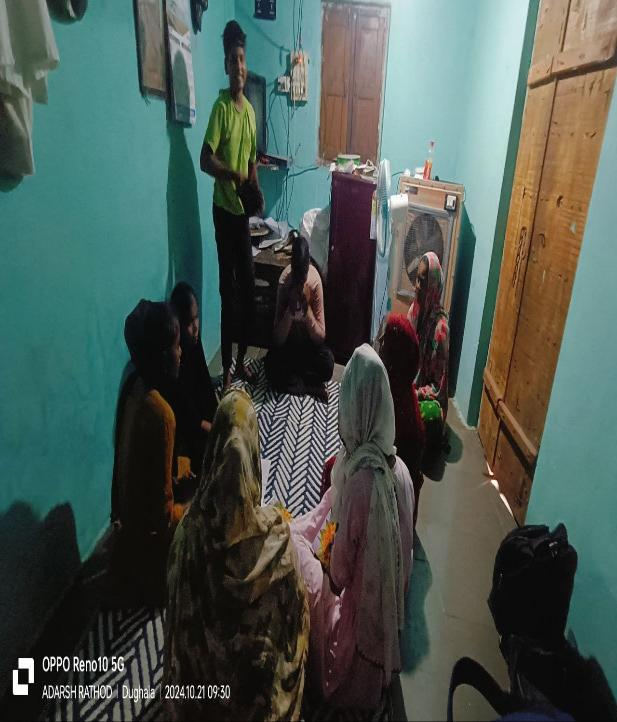 OPPO Reno10 5G
ADARSH RATHOD | Dughala | 2024.10.21 09:30